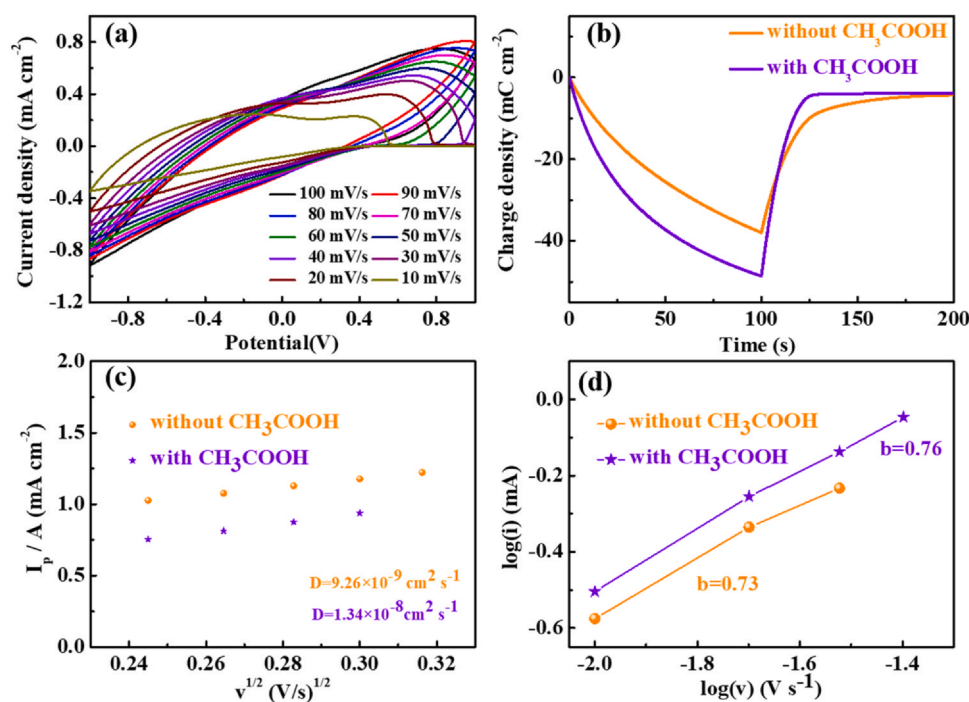 (a)
Current density (mA cm⁻²)
0.8
0.4
0.0
-0.4
-0.8
-1.2
100 mV/s 90 mV/s
80 mV/s 70 mV/s
60 mV/s 50 mV/s
40 mV/s 30 mV/s
20 mV/s 10 mV/s
-0.8 -0.4 0.0 0.4 0.8
Potential(V)
(b)
without CH₃COOH
with CH₃COOH
Charge density (mC cm⁻²)
0
-20
-40
0 50 100 150 200
Time (s)
(c)
without CH₃COOH
with CH₃COOH
Iₚ / A (mA cm⁻²)
2.0
1.5
1.0
0.5
0.0
D=9.26×10⁻⁹ cm² s⁻¹
D=1.34×10⁻⁸cm² s⁻¹
0.24 0.26 0.28 0.30 0.32
v¹ᐟ² (V/s)¹ᐟ²
(d)
without CH₃COOH
with CH₃COOH
b=0.76
b=0.73
log(i) (mA)
0.0
-0.2
-0.4
-0.6
-2.0 -1.8 -1.6 -1.4
log(v) (V s⁻¹)